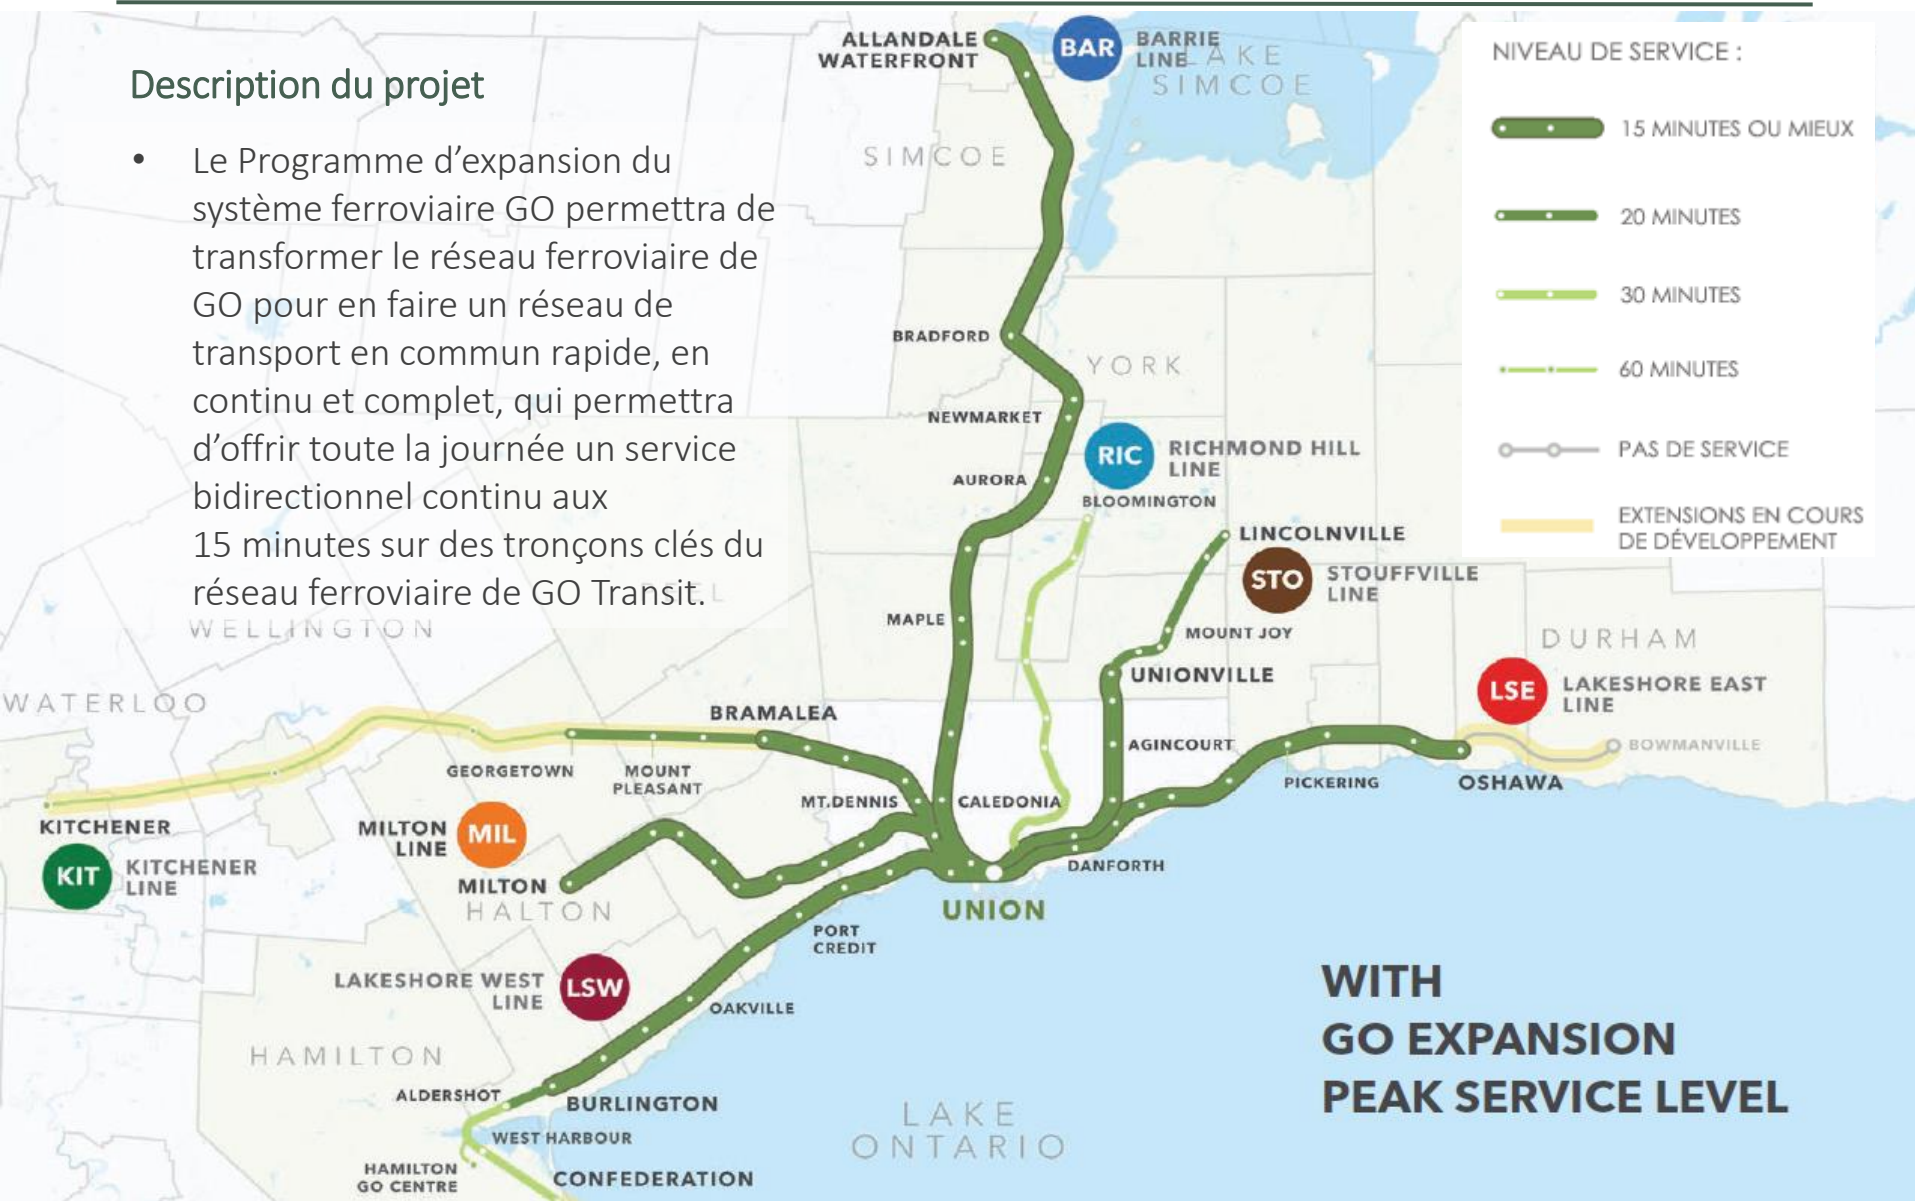 Description du projet
• Le Programme d’expansion du
système ferroviaire GO permettra de
transformer le réseau ferroviaire de
GO pour en faire un réseau de
transport en commun rapide, en
continu et complet, qui permettra
d’offrir toute la journée un service
bidirectionnel continu aux
15 minutes sur des tronçons clés du
réseau ferroviaire de GO Transit.
NIVEAU DE SERVICE :
15 MINUTES OU MIEUX
20 MINUTES
30 MINUTES
60 MINUTES
PAS DE SERVICE
EXTENSIONS EN COURS
DE DÉVELOPPEMENT
ALLANDALE
WATERFRONT
BAR
BARRIE
LINE
LAKE
SIMCOE
SIMCOE
BRADFORD
YORK
NEWMARKET
RIC
RICHMOND HILL
LINE
AURORA
BLOOMINGTON
LINCOLNVILLE
STO
STOUFFVILLE
LINE
MAPLE
MOUNT JOY
WELLINGTON
DURHAM
UNIONVILLE
LSE
LAKESHORE EAST
LINE
WATERLOO
BRAMALEA
AGINCOURT
BOWMANVILLE
GEORGETOWN
MOUNT
PLEASANT
PICKERING
OSHAWA
MT.DENNIS
CALEDONIA
KITCHENER
KIT
KITCHENER
LINE
MILTON
LINE
MIL
DANFORTH
MILTON
HALTON
UNION
PORT
CREDIT
LAKESHORE WEST
LINE
LSW
OAKVILLE
HAMILTON
ALDERSHOT
BURLINGTON
WEST HARBOUR
HAMILTON
GO CENTRE
CONFEDERATION
LAKE
ONTARIO
WITH
GO EXPANSION
PEAK SERVICE LEVEL